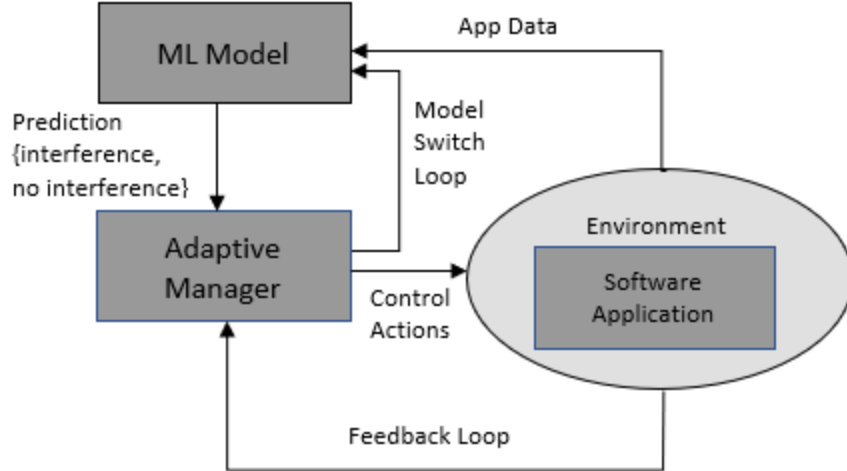 App Data
ML Model
Prediction
{interference,
no interference}
Model
Switch
Loop
Adaptive
Manager
Control
Actions
Environment
Software
Application
Feedback Loop